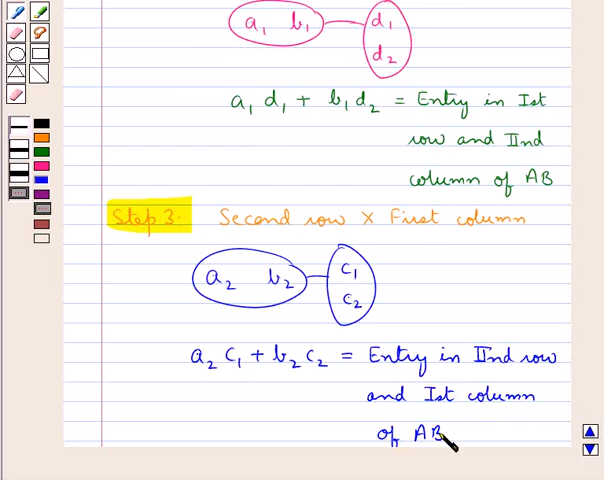 a₁ b₁ d₁
d₂
a₁ d₁ + b₁ d₂ = Entry in Ist
row and IInd
column of AB
Step 3: Second row × First column
a₂ b₂ c₁
c₂
a₂ c₁ + b₂ c₂ = Entry in IInd row
and Ist column
of AB